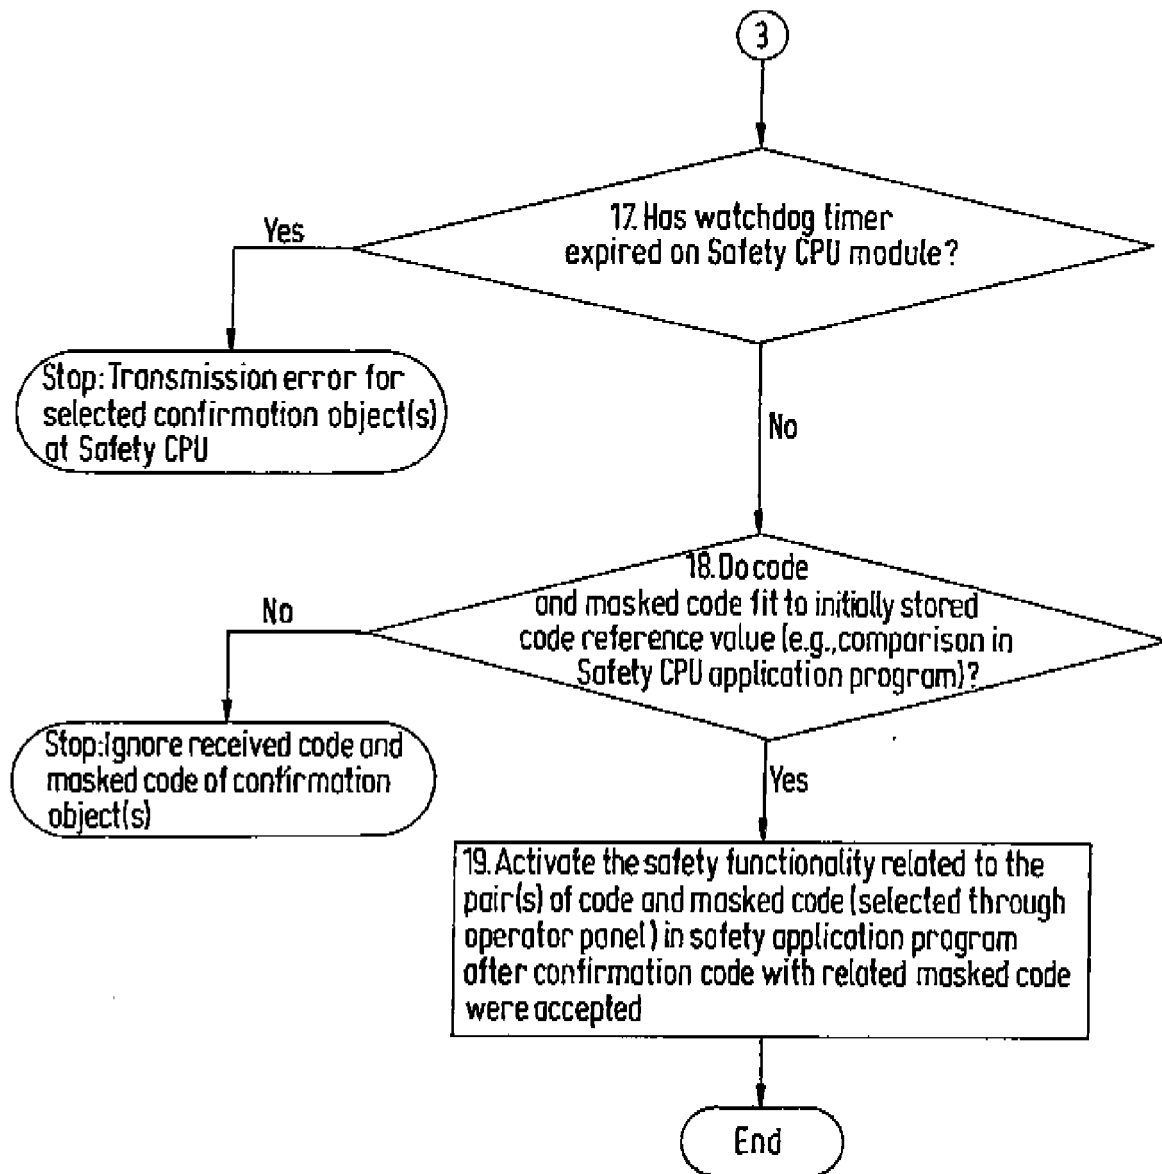 3
17. Has watchdog timer
expired on Safety CPU module?
Yes
Stop: Transmission error for
selected confirmation object(s)
at Safety CPU
No
18. Do code
and masked code fit to initially stored
code reference value (e.g., comparison in
Safety CPU application program)?
No
Stop: Ignore received code and
masked code of confirmation
object(s)
Yes
19. Activate the safety functionality related to the
pair(s) of code and masked code (selected through
operator panel) in safety application program
after confirmation code with related masked code
were accepted
End